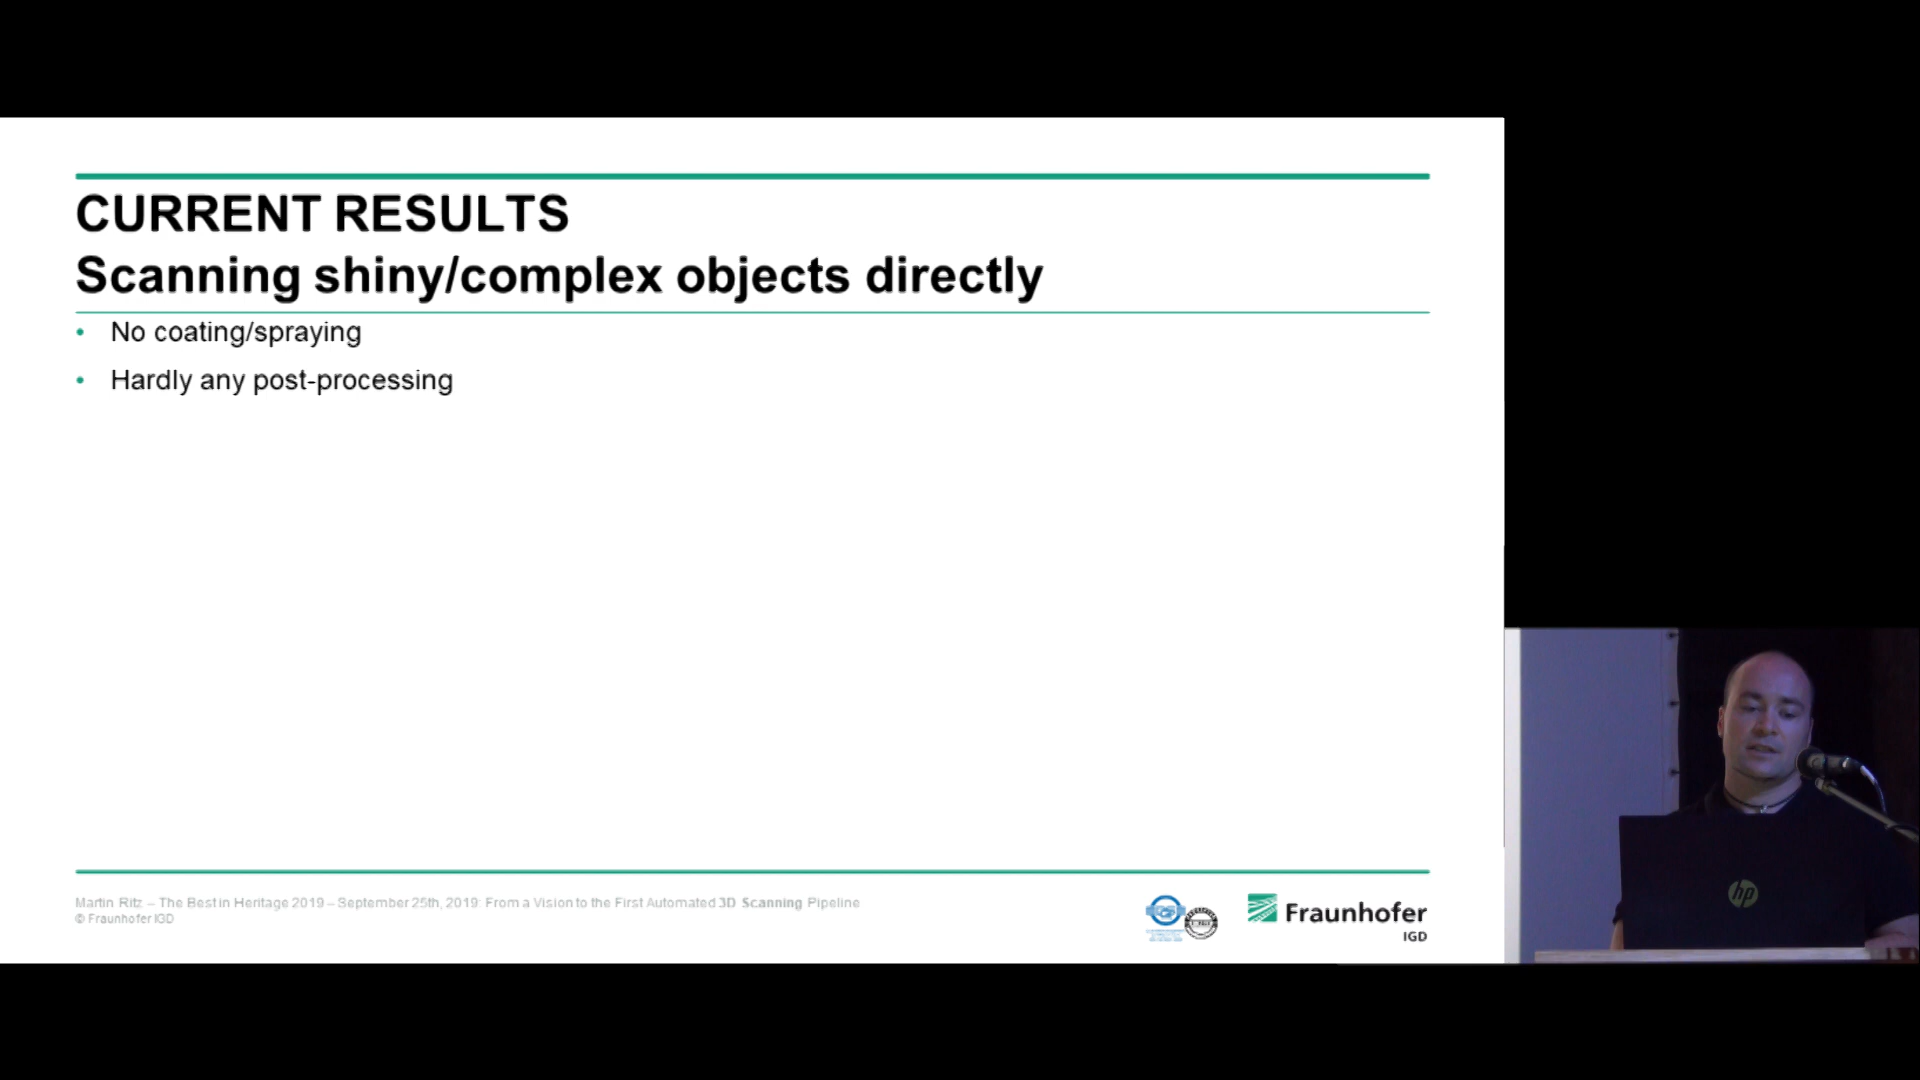 CURRENT RESULTS
Scanning shiny/complex objects directly
• No coating/spraying
• Hardly any post-processing
Martin Ritz – The Best in Heritage 2019 – September 25th, 2019: From a Vision to the First Automated 3D Scanning Pipeline
© Fraunhofer IGD
Fraunhofer
IGD
hp